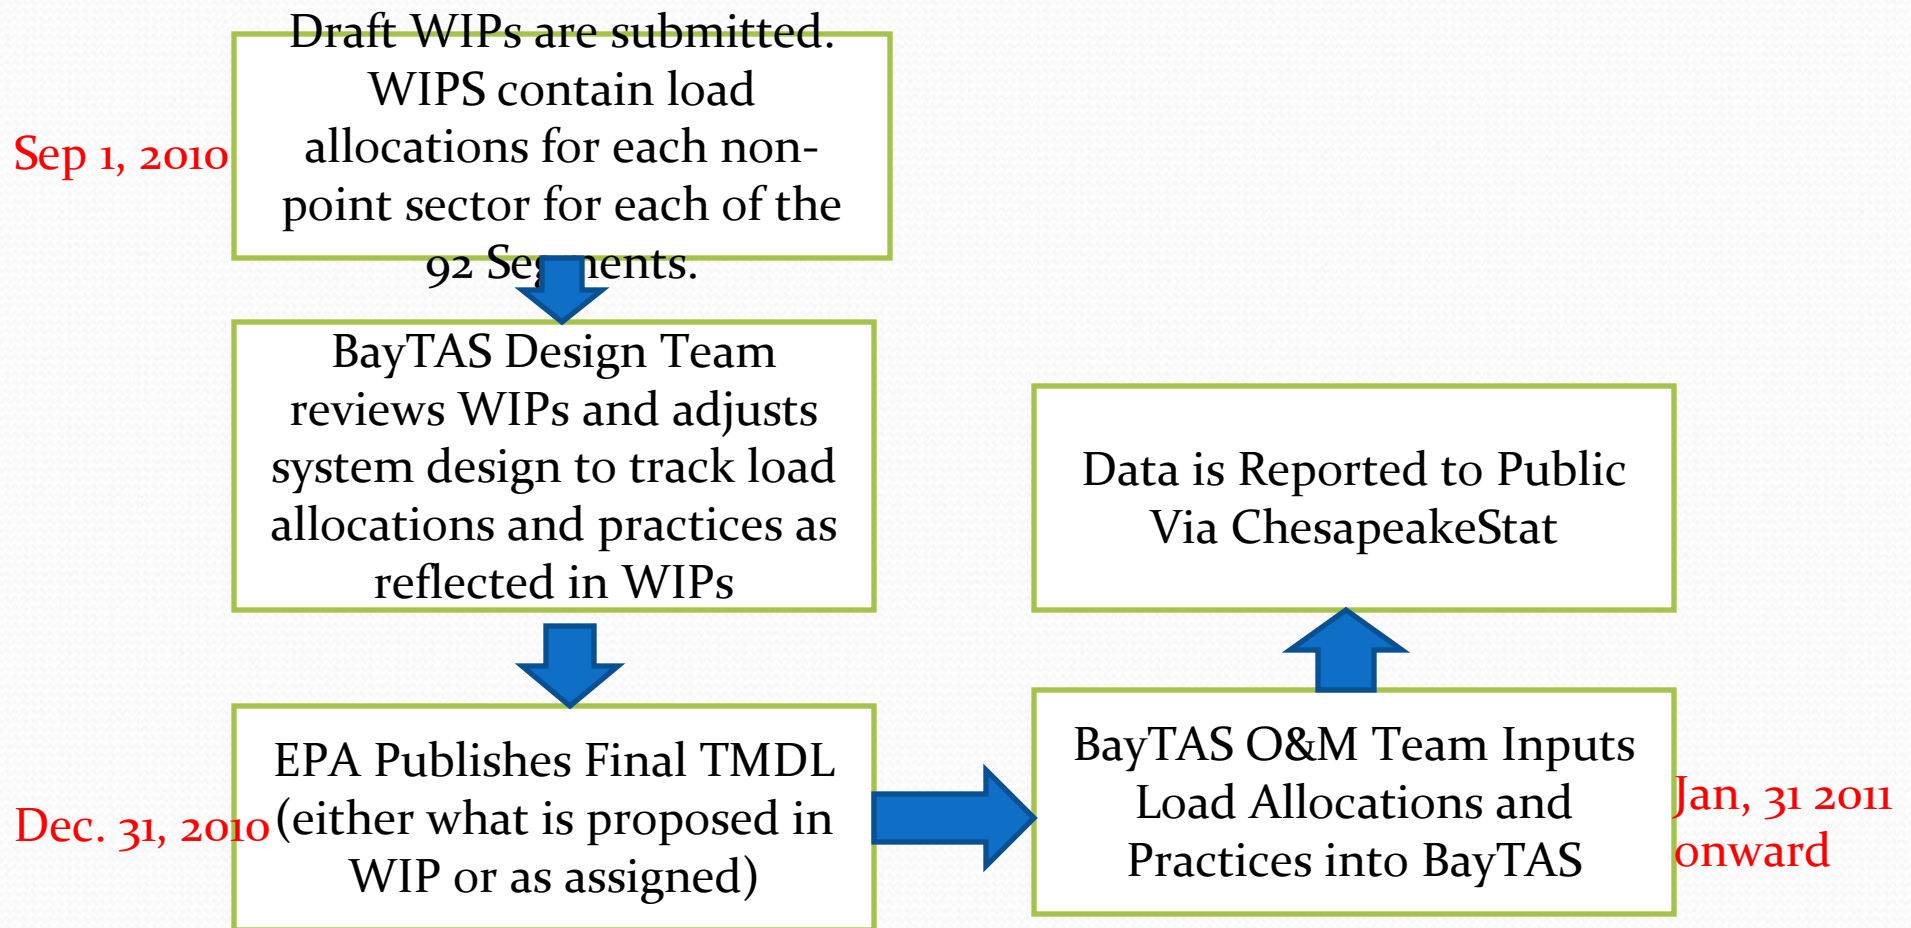 Draft WIPs are submitted.
WIPS contain load
allocations for each non-
point sector for each of the
92 Segments.
Sep 1, 2010
BayTAS Design Team
reviews WIPs and adjusts
system design to track load
allocations and practices as
reflected in WIPs
EPA Publishes Final TMDL
(either what is proposed in
WIP or as assigned)
Dec. 31, 2010
BayTAS O&M Team Inputs
Load Allocations and
Practices into BayTAS
Jan, 31 2011
onward
Data is Reported to Public
Via ChesapeakeStat